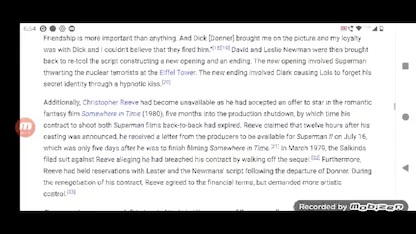 6:54
Friendship is more important than anything. And Dick [Donner] brought me on the picture and my loyalty
was with Dick and I couldn't believe that they fired him."[18][19] David and Leslie Newman were then brought
back to re-tool the script constructing a new opening and an ending. The new opening involved Superman
thwarting the nuclear terrorists at the Eiffel Tower. The new ending involved Clark causing Lois to forget his
secret identity through a hypnotic kiss.[20]
Additionally, Christopher Reeve had become unavailable as he had accepted an offer to star in the romantic
fantasy film Somewhere in Time (1980), five months into the production shutdown, by which time his
contract to shoot both Superman films back-to-back had expired. Reeve claimed that twelve hours after his
casting was announced, he received a letter from the producers to be available for Superman II on July 16,
which was only five days after he was to finish filming Somewhere in Time.[21] In March 1979, the Salkinds
filed suit against Reeve alleging he had breached his contract by walking off the sequel.[22] Furthermore,
Reeve had held reservations with Lester and the Newmans' script following the departure of Donner. During
the renegotiation of his contract, Reeve agreed to the financial terms, but demanded more artistic
control.[23]
Recorded by Mobizen